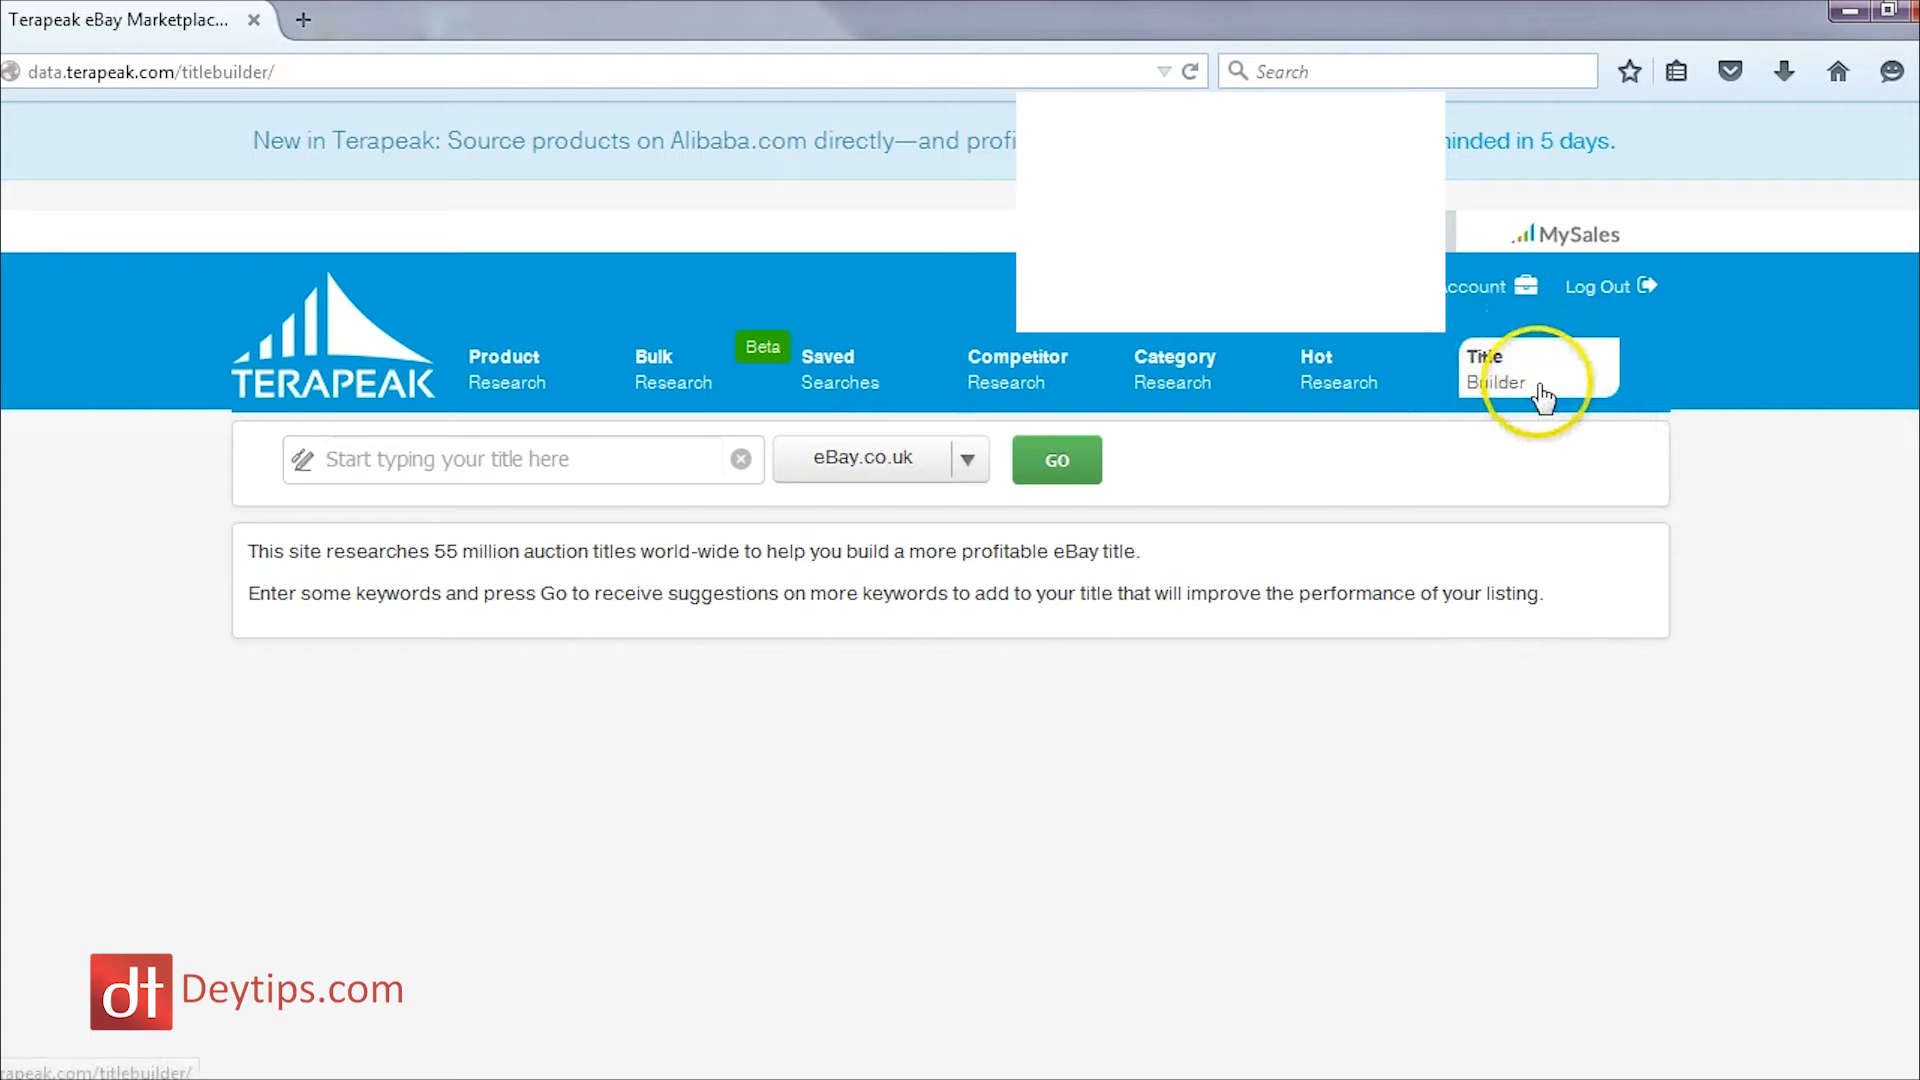 Terapeak eBay Marketplac...
data.terapeak.com/titlebuilder/
Search
New in Terapeak: Source products on Alibaba.com directly—and
in 5 days.
MySales
Log Out
TERAPEAK
Product Research
Bulk Research
Beta
Saved Searches
Competitor Research
Category Research
Hot Research
Title Builder
Start typing your title here
eBay.co.uk
GO
This site researches 55 million auction titles world-wide to help you build a more profitable eBay title.
Enter some keywords and press Go to receive suggestions on more keywords to add to your title that will improve the performance of your listing.
dt Deytips.com
rapeak.com/titlebuilder/